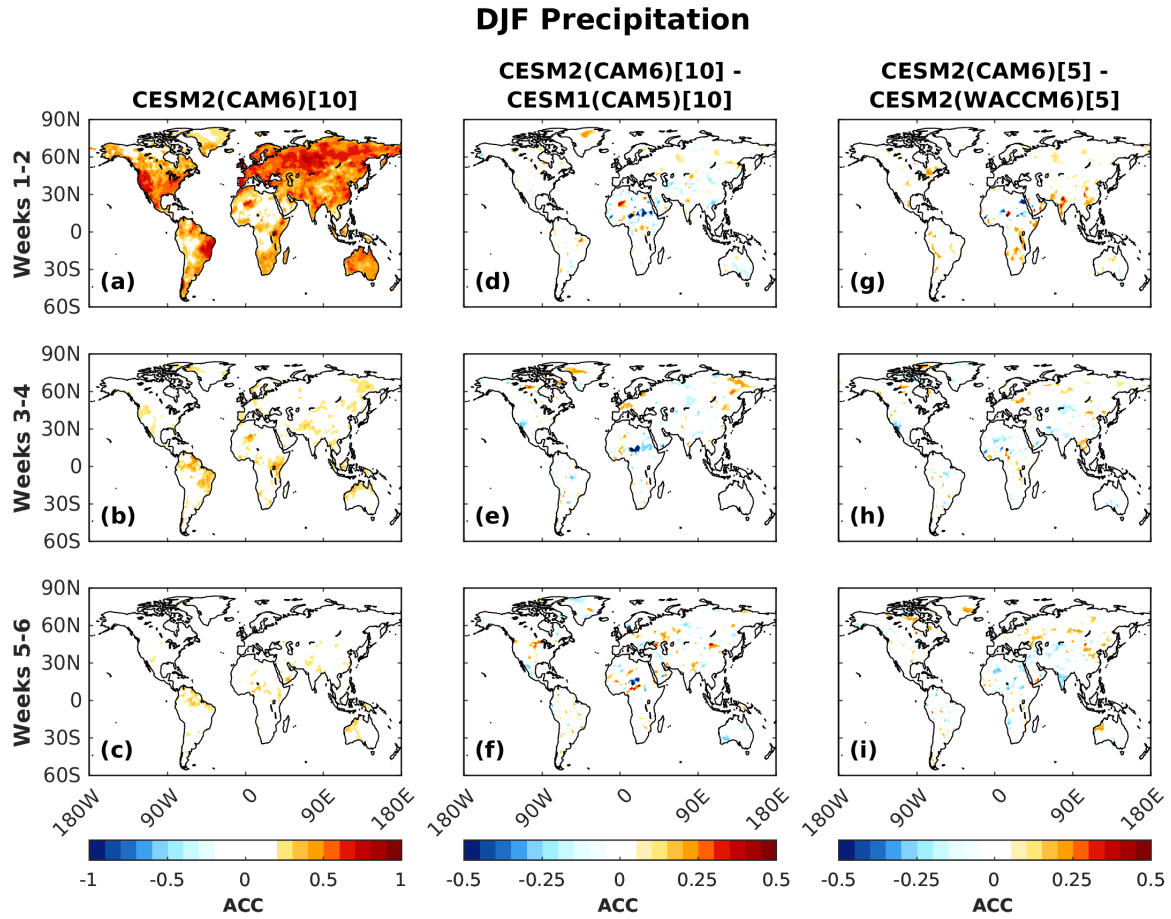 DJF Precipitation
CESM2(CAM6)[10]
CESM2(CAM6)[10] -
CESM1(CAM5)[10]
CESM2(CAM6)[5] -
CESM2(WACCM6)[5]
Weeks 1-2
90N
60N
30N
0
30S
60S
(a)
(d)
(g)
Weeks 3-4
90N
60N
30N
0
30S
60S
(b)
(e)
(h)
Weeks 5-6
90N
60N
30N
0
30S
60S
(c)
(f)
(i)
180W 90W 0 90E 180E
180W 90W 0 90E 180E
180W 90W 0 90E 180E
-1 -0.5 0 0.5 1
ACC
-0.5 -0.25 0 0.25 0.5
ACC
-0.5 -0.25 0 0.25 0.5
ACC